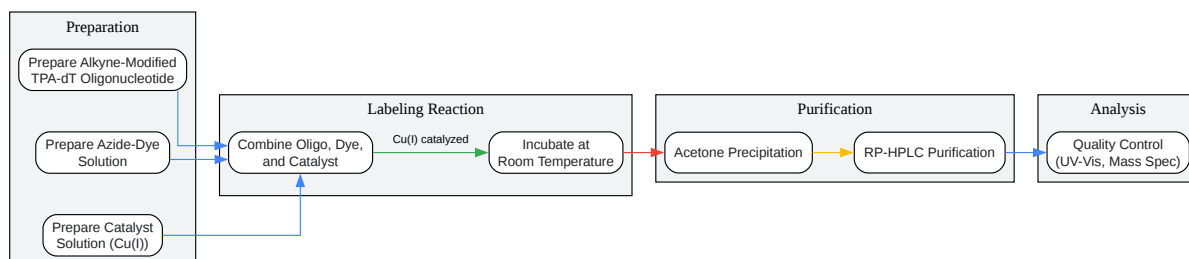 Preparation
Prepare Alkyne-Modified
TPA-dT Oligonucleotide
Prepare Azide-Dye
Solution
Prepare Catalyst
Solution (Cu(I))
Labeling Reaction
Combine Oligo, Dye,
and Catalyst
Cu(I) catalyzed
Incubate at
Room Temperature
Purification
Acetone Precipitation
RP-HPLC Purification
Analysis
Quality Control
(UV-Vis, Mass Spec)